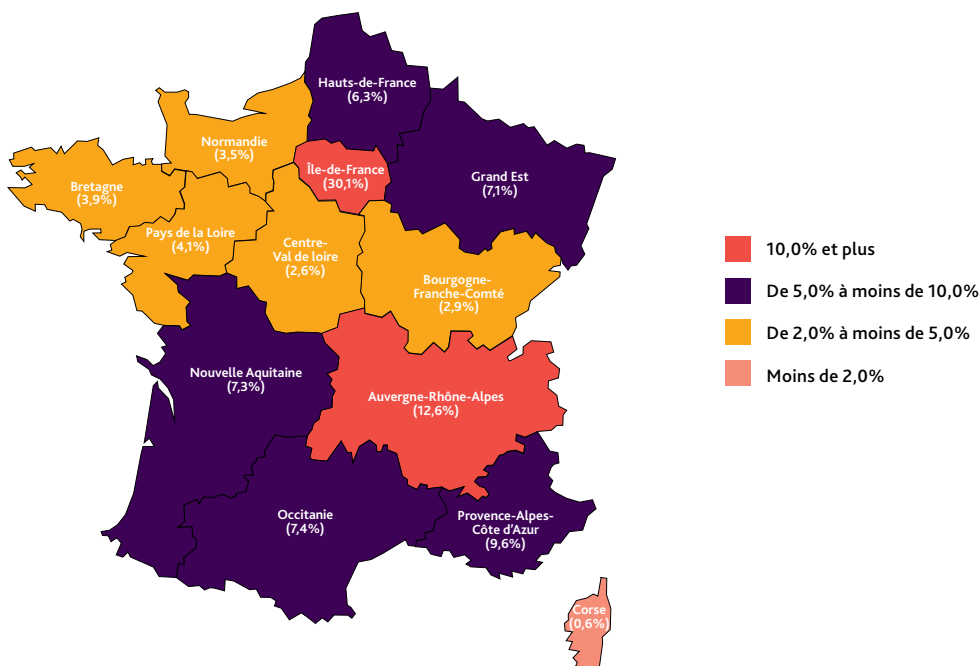 Hauts-de-France
(6,3%)
Normandie
(3,5%)
Île-de-France
(30,1%)
Grand Est
(7,1%)
Bretagne
(3,9%)
Pays de la Loire
(4,1%)
Centre-
Val de loire
(2,6%)
Bourgogne-
Franche-Comté
(2,9%)
Nouvelle Aquitaine
(7,3%)
Auvergne-Rhône-Alpes
(12,6%)
Occitanie
(7,4%)
Provence-Alpes-
Côte d'Azur
(9,6%)
Corse
(0,6%)
10,0% et plus
De 5,0% à moins de 10,0%
De 2,0% à moins de 5,0%
Moins de 2,0%